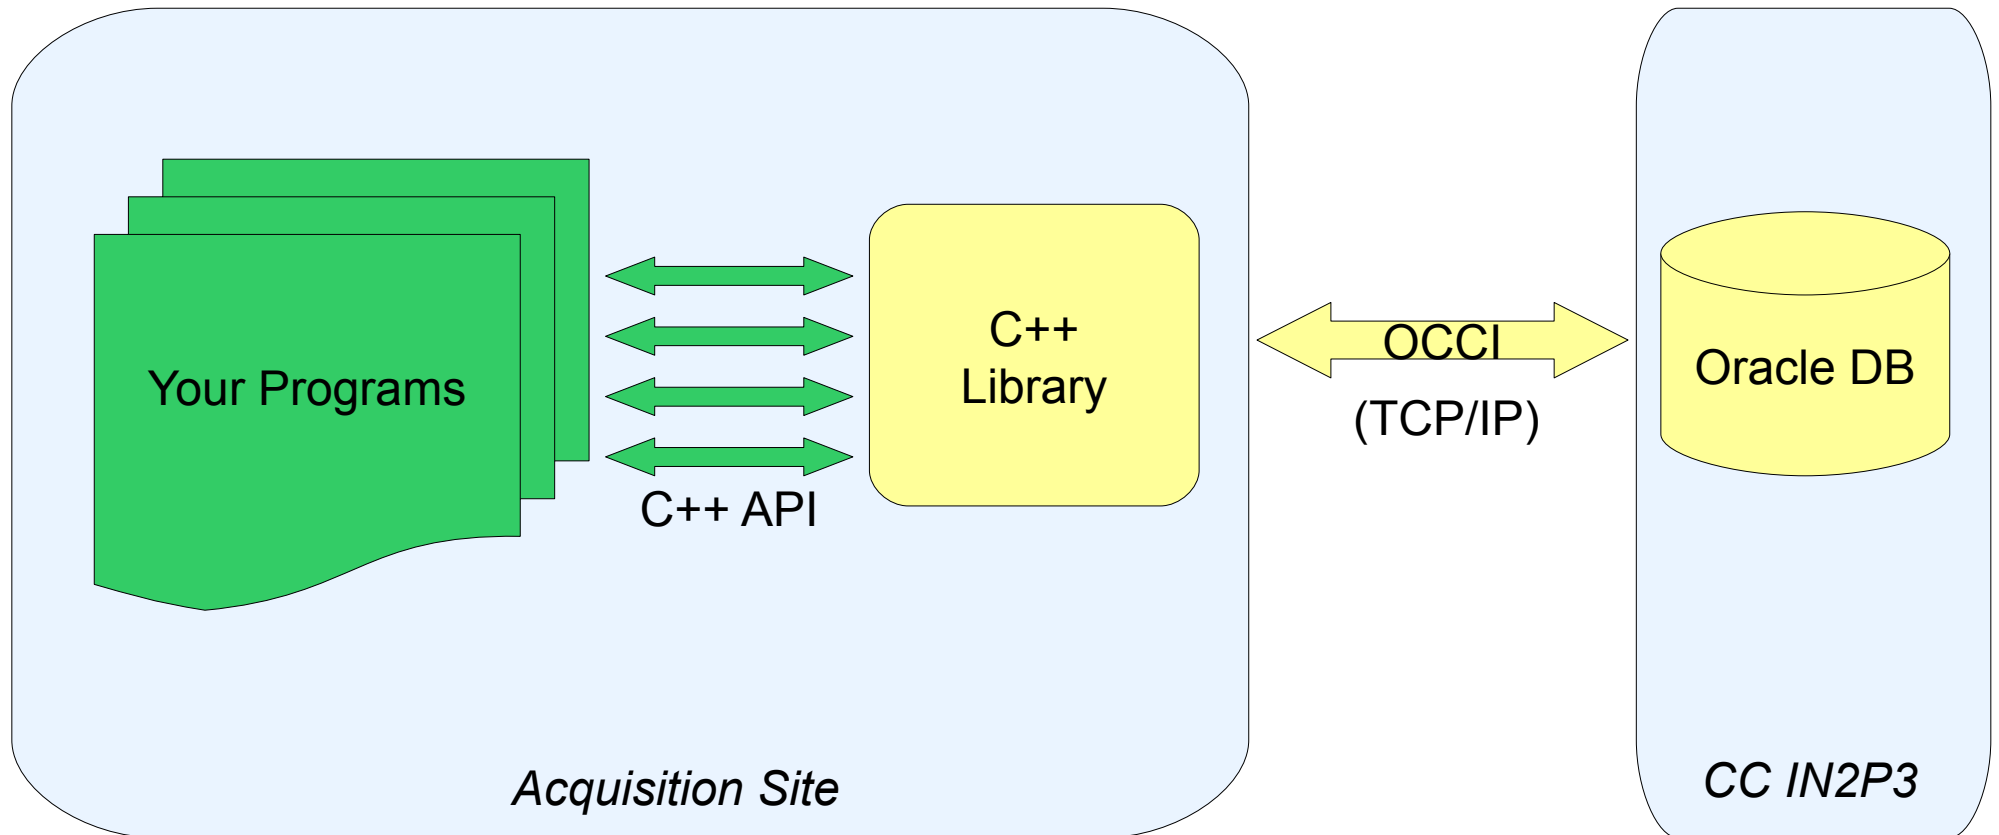 Your Programs
C++ API
C++
Library
OCCI
(TCP/IP)
Oracle DB
Acquisition Site
CC IN2P3